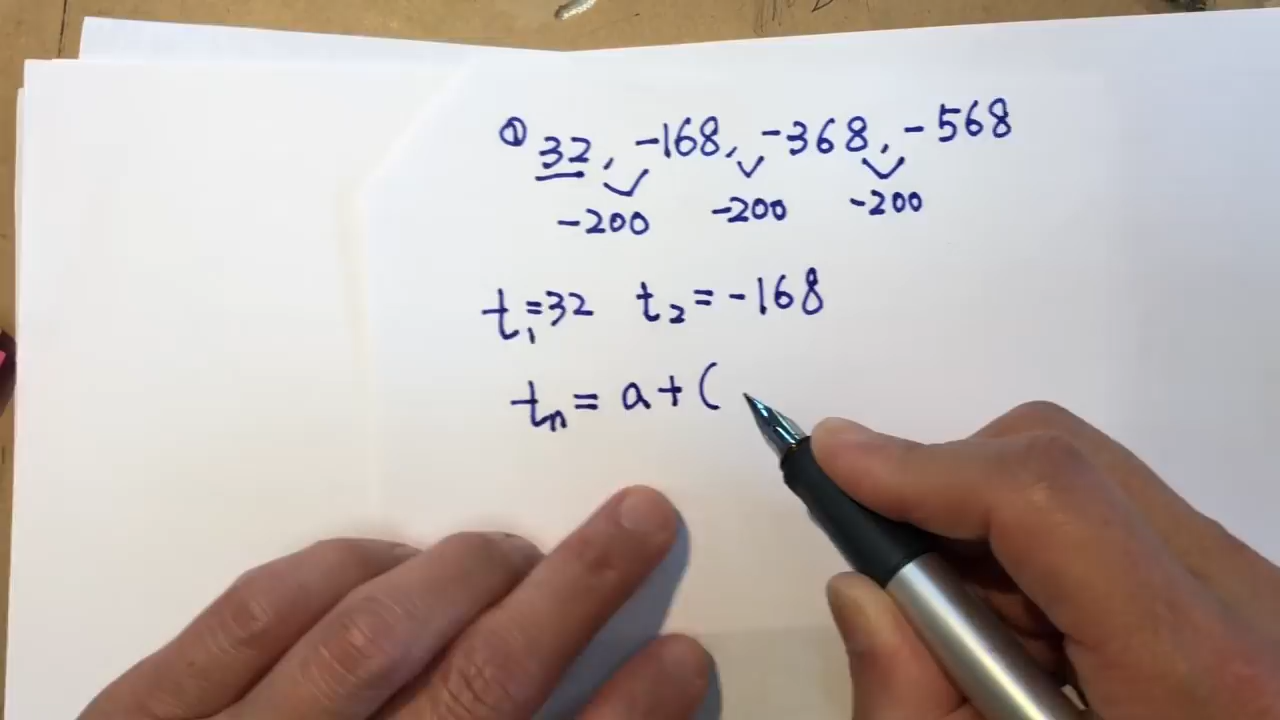 ① 32, -168, -368, -568
-200 -200 -200
t₁=32 t₂=-168
tₙ= a+(